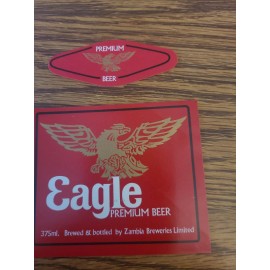 PREMIUM
BEER
Eagle
PREMIUM BEER
375ml. Brewed & bottled by Zambia Breweries Limited